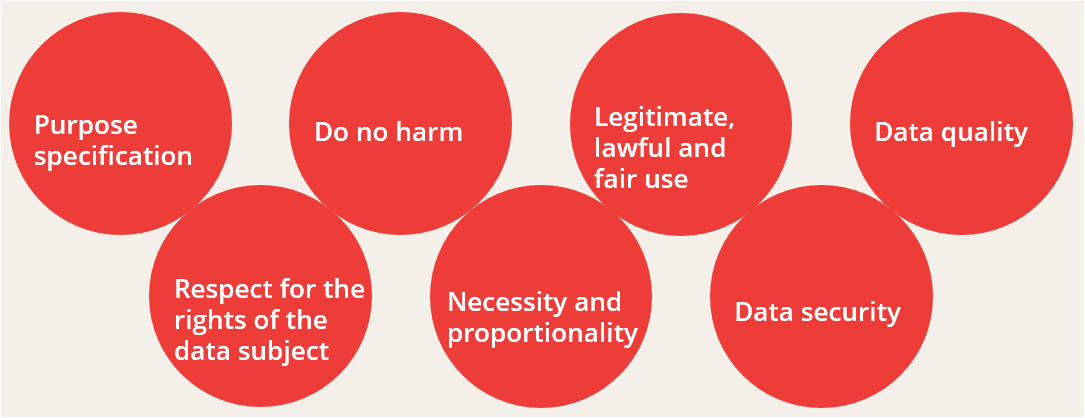 Purpose
specification
Do no harm
Legitimate,
lawful and
fair use
Data quality
Respect for the
rights of the
data subject
Necessity and
proportionality
Data security